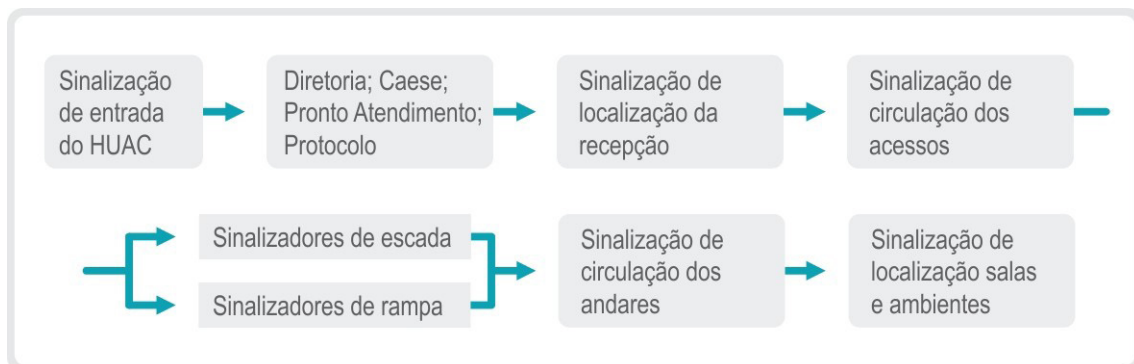 Sinalização
de entrada
do HUAC
Diretoria; Caese;
Pronto Atendimento;
Protocolo
Sinalização de
localização da
recepção
Sinalização de
circulação dos
acessos
Sinalizadores de escada
Sinalizadores de rampa
Sinalização de
circulação dos
andares
Sinalização de
localização salas
e ambientes